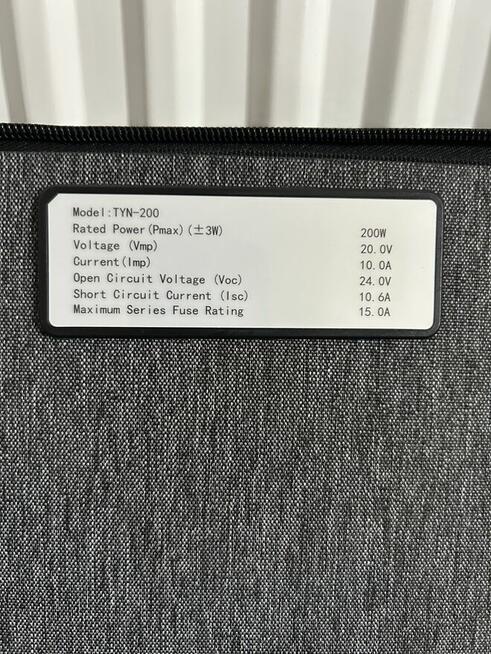 Model:TYN-200
Rated Power(Pmax)(±3W) 200W
Voltage (Vmp) 20.0V
Current(Imp) 10.0A
Open Circuit Voltage (Voc) 24.0V
Short Circuit Current (Isc) 10.6A
Maximum Series Fuse Rating 15.0A